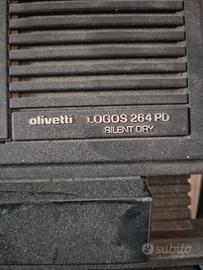 olivetti LOGOS 264 PD
SILENT DRY
subito